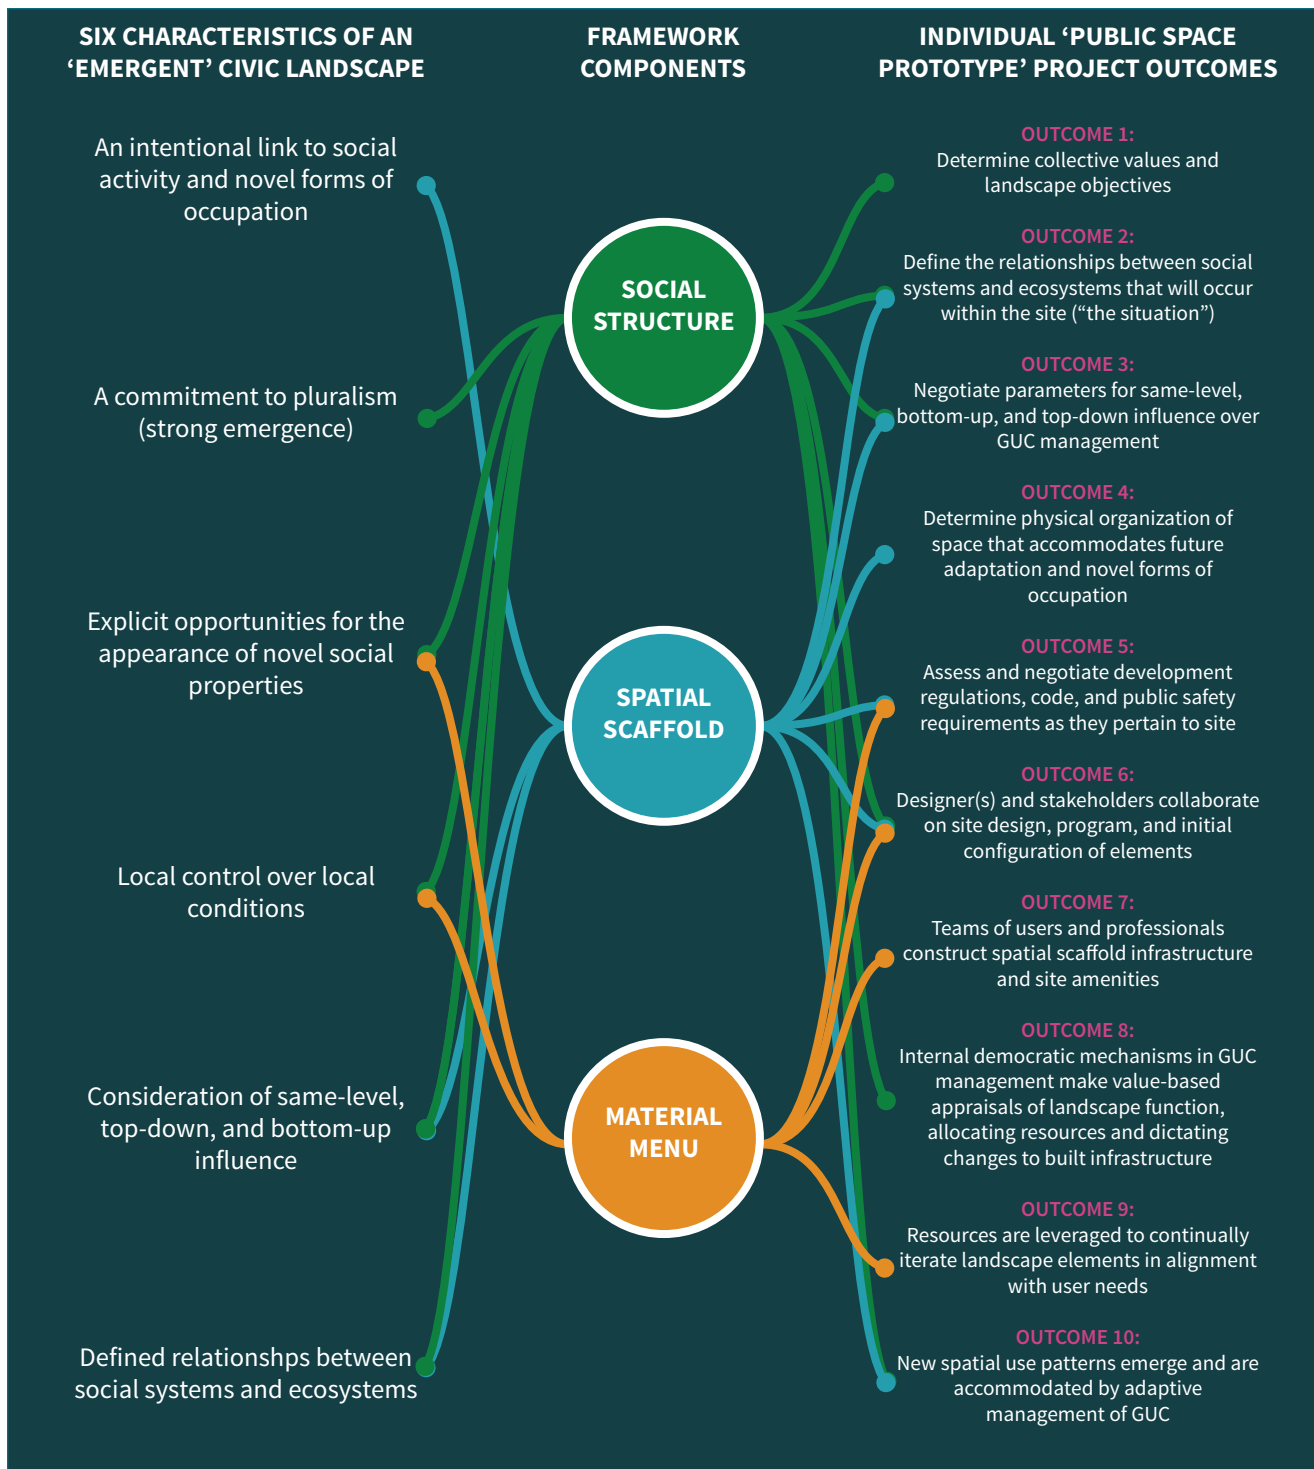 SIX CHARACTERISTICS OF AN
‘EMERGENT’ CIVIC LANDSCAPE
An intentional link to social
activity and novel forms of
occupation
A commitment to pluralism
(strong emergence)
Explicit opportunities for the
appearance of novel social
properties
Local control over local
conditions
Consideration of same-level,
top-down, and bottom-up
influence
Defined relationshps between
social systems and ecosystems
FRAMEWORK
COMPONENTS
SOCIAL
STRUCTURE
SPATIAL
SCAFFOLD
MATERIAL
MENU
INDIVIDUAL ‘PUBLIC SPACE
PROTOTYPE’ PROJECT OUTCOMES
OUTCOME 1:
Determine collective values and
landscape objectives
OUTCOME 2:
Define the relationships between social
systems and ecosystems that will occur
within the site (“the situation”)
OUTCOME 3:
Negotiate parameters for same-level,
bottom-up, and top-down influence over
GUC management
OUTCOME 4:
Determine physical organization of
space that accommodates future
adaptation and novel forms of
occupation
OUTCOME 5:
Assess and negotiate development
regulations, code, and public safety
requirements as they pertain to site
OUTCOME 6:
Designer(s) and stakeholders collaborate
on site design, program, and initial
configuration of elements
OUTCOME 7:
Teams of users and professionals
construct spatial scaffold infrastructure
and site amenities
OUTCOME 8:
Internal democratic mechanisms in GUC
management make value-based
appraisals of landscape function,
allocating resources and dictating
changes to built infrastructure
OUTCOME 9:
Resources are leveraged to continually
iterate landscape elements in alignment
with user needs
OUTCOME 10:
New spatial use patterns emerge and are
accommodated by adaptive
management of GUC